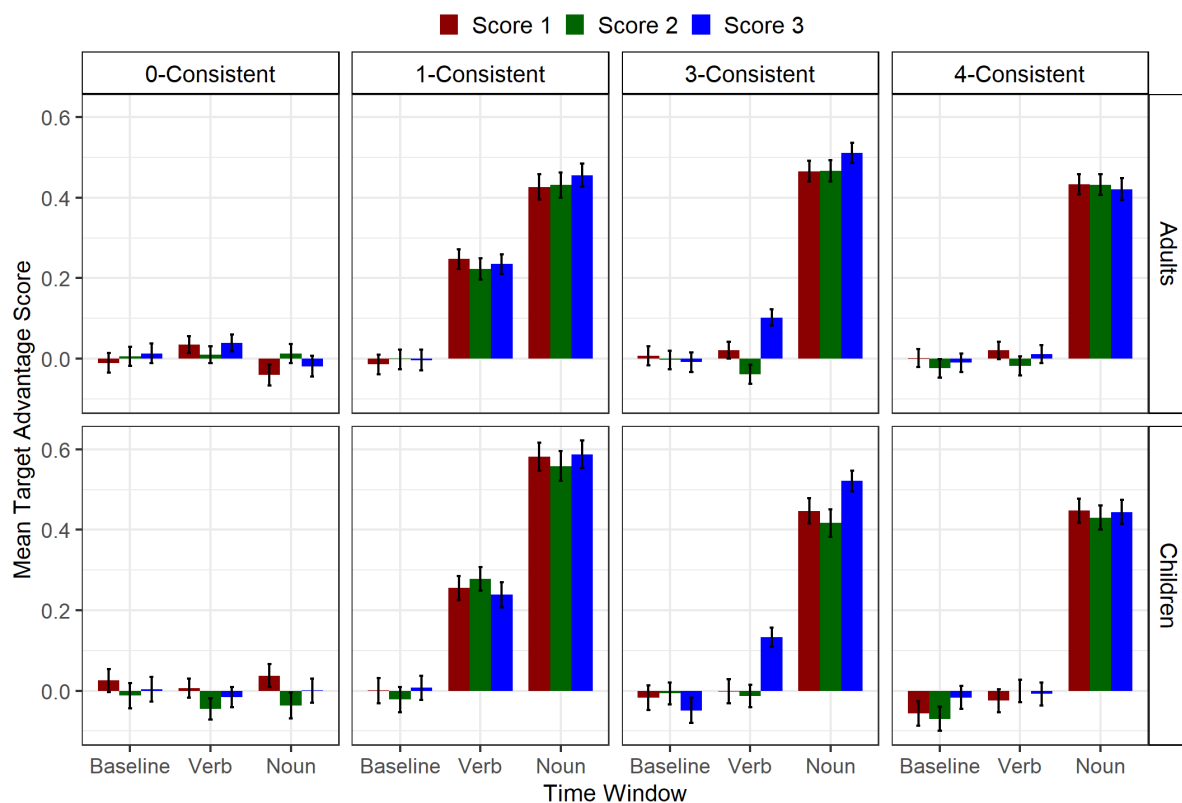 Score 1 Score 2 Score 3
0-Consistent 1-Consistent 3-Consistent 4-Consistent
Mean Target Advantage Score
0.6
0.4
0.2
0.0
Adults
0.6
0.4
0.2
0.0
Children
Baseline Verb Noun Baseline Verb Noun Baseline Verb Noun Baseline Verb Noun
Time Window